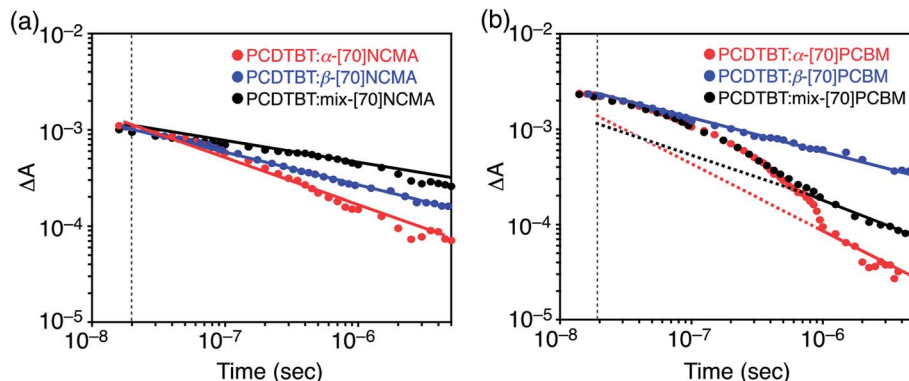 (a)
10⁻²
10⁻³
10⁻⁴
10⁻⁵
ΔA
PCDTBT:α-[70]NCMA
PCDTBT:β-[70]NCMA
PCDTBT:mix-[70]NCMA
10⁻⁸
10⁻⁷
10⁻⁶
Time (sec)
(b)
10⁻²
10⁻³
10⁻⁴
10⁻⁵
ΔA
PCDTBT:α-[70]PCBM
PCDTBT:β-[70]PCBM
PCDTBT:mix-[70]PCBM
10⁻⁸
10⁻⁷
10⁻⁶
Time (sec)